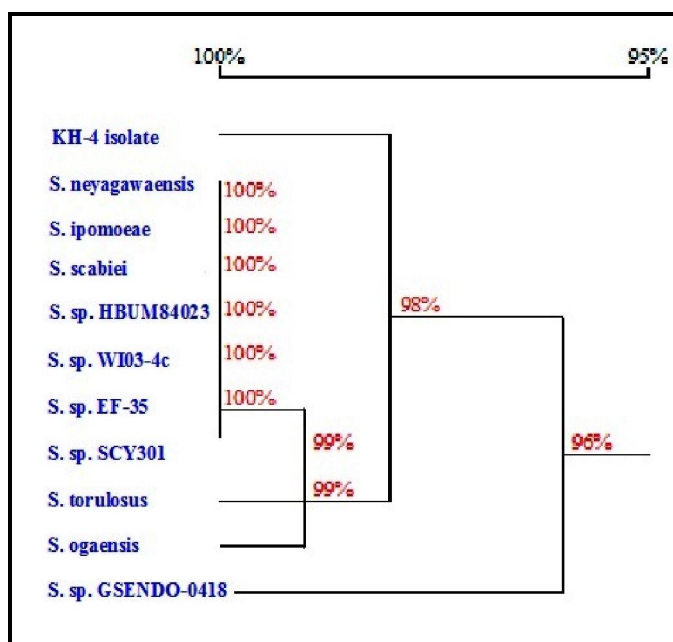 100% 95%
KH-4 isolate
S. neyagawaensis 100%
S. ipomoeae 100%
S. scabiei 100%
S. sp. HBUM84023 100% 98%
S. sp. WI03-4c 100%
S. sp. EF-35 100%
S. sp. SCY301 99% 96%
S. torulosus 99%
S. ogaensis
S. sp. GSENDO-0418